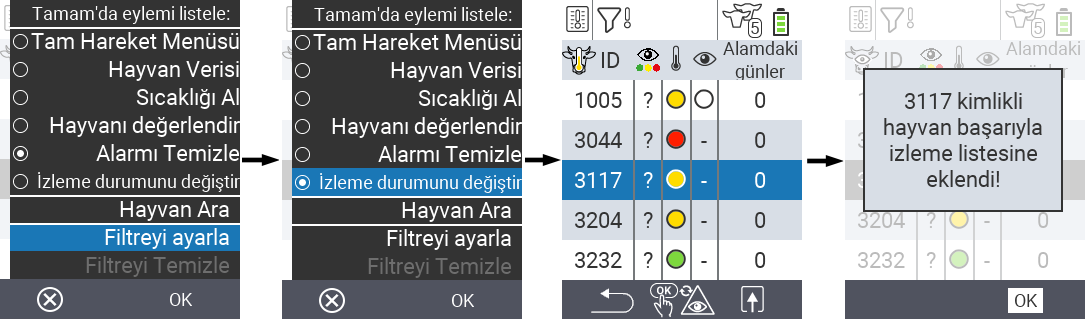 Tamam'da eylemi listele:
Tam Hareket Menüsü
Hayvan Verisi
Sıcaklığı Al
Hayvanı değerlendir
Alarmı Temizle
İzleme durumunu değiştir
Hayvan Ara
Filtreyi ayarla
Filtreyi Temizle
OK
Tamam'da eylemi listele:
Tam Hareket Menüsü
Hayvan Verisi
Sıcaklığı Al
Hayvanı değerlendir
Alarmı Temizle
İzleme durumunu değiştir
Hayvan Ara
Filtreyi ayarla
Filtreyi Temizle
OK
5
ID Alamdaki
günler
1005 ? 0
3044 ? - 0
3117 ? - 0
3204 ? - 0
3232 ? - 0
OK
5
ID Alamdaki
günler
3117 kimlikli
hayvan başarıyla
izleme listesine
eklendi!
3204 ? - 0
3232 ? - 0
OK